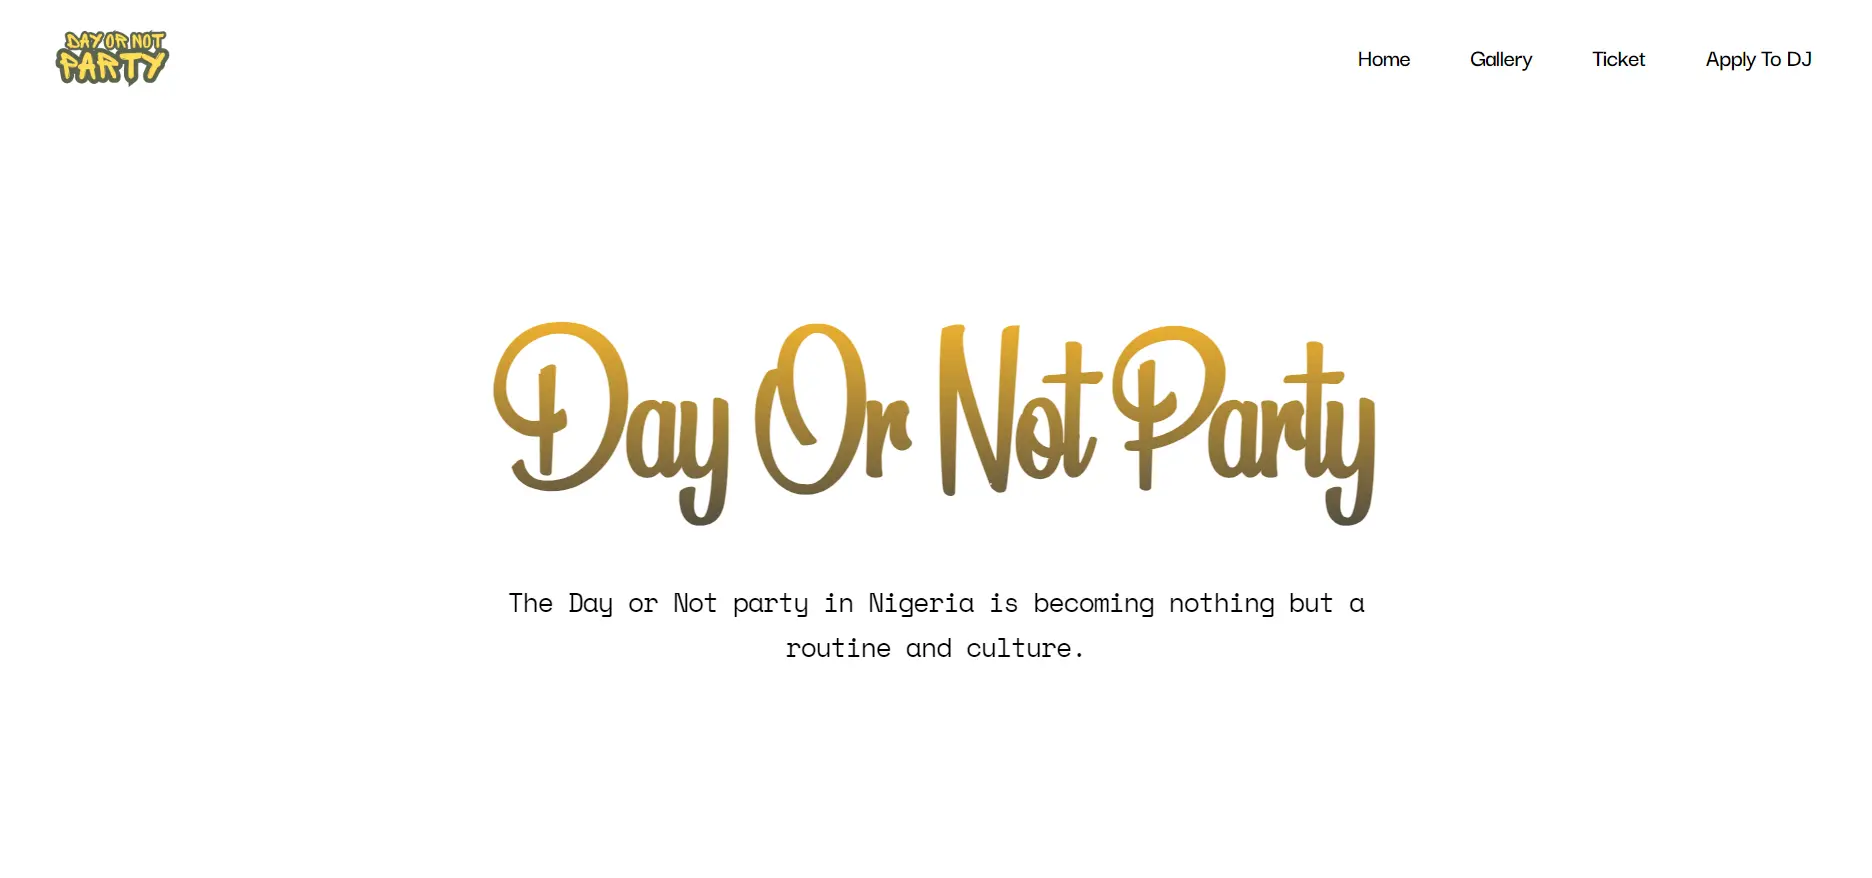 DAY OR NOT
PARTY
Home Gallery Ticket Apply To DJ
Day Or Not Party
The Day or Not party in Nigeria is becoming nothing but a
routine and culture.